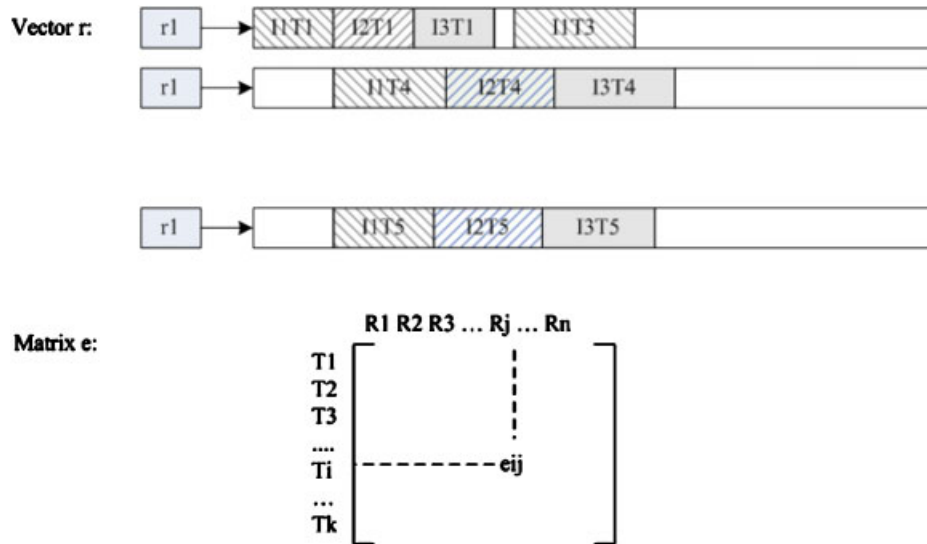 Vector r: r1 I1T1 I2T1 I3T1 I1T3
r1 I1T4 I2T4 I3T4
r1 I1T5 I2T5 I3T5
R1 R2 R3 ... Rj ... Rn
Matrix e:
T1
T2
T3
....
Ti eij
...
Tk